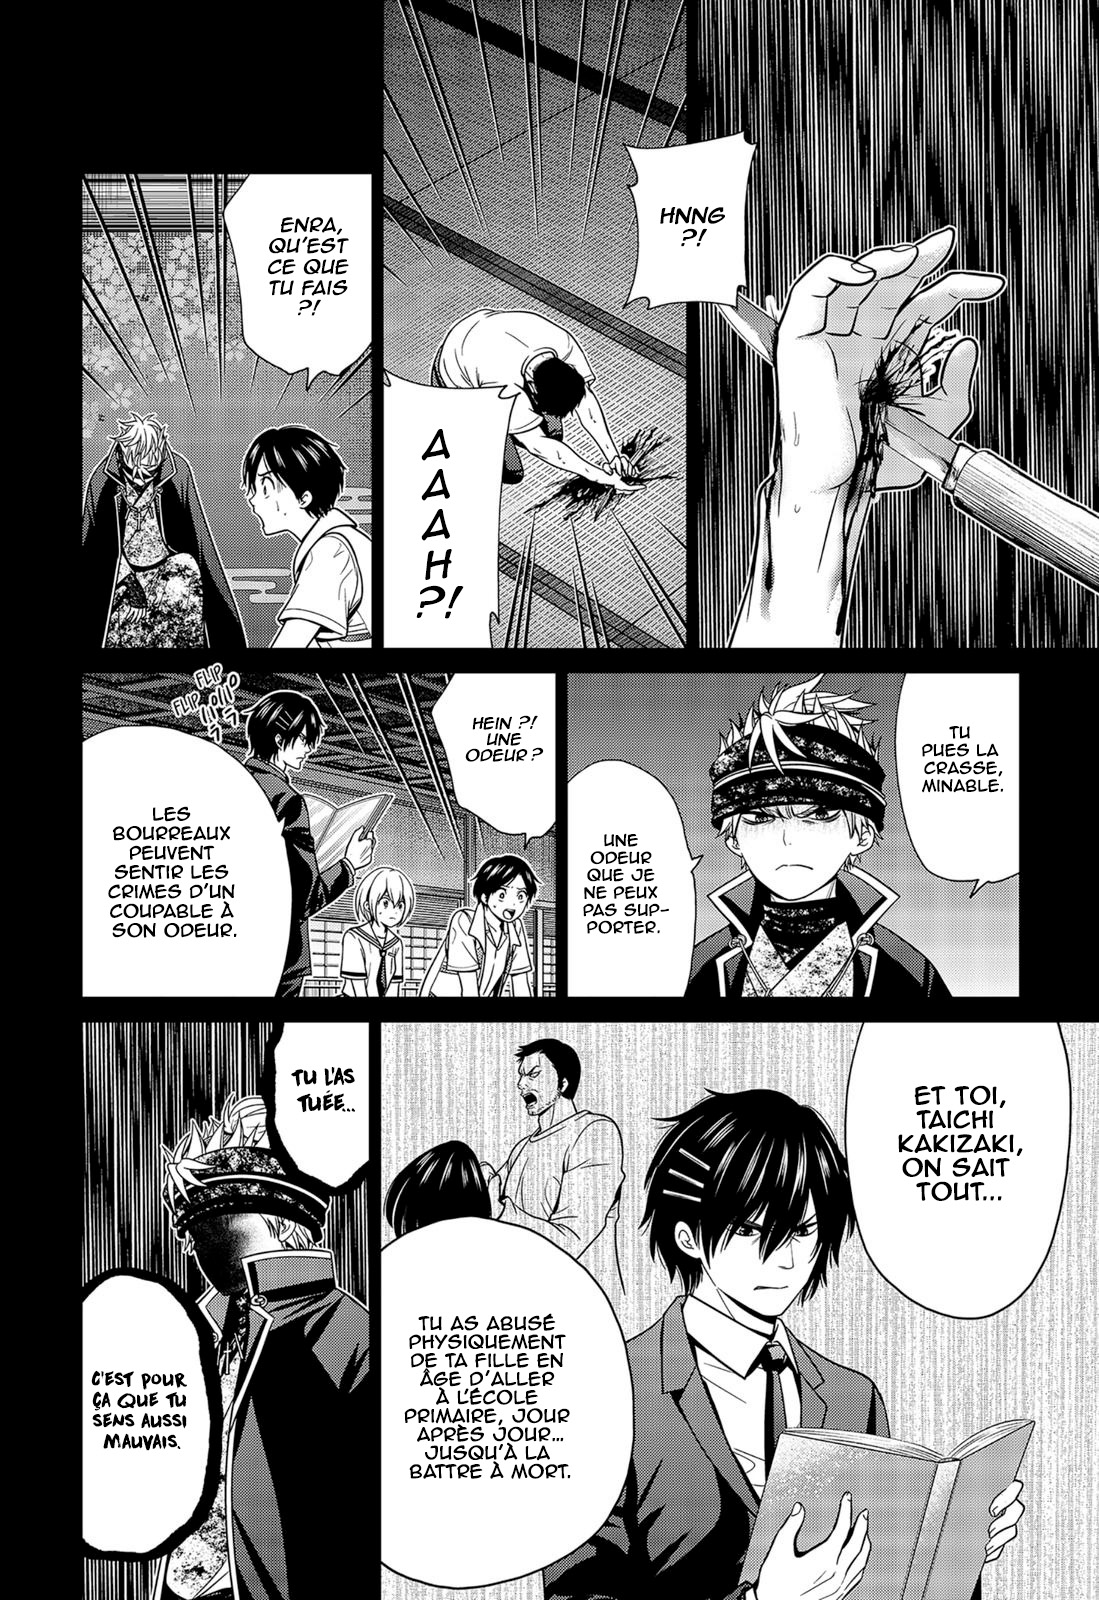 HNNG
?!
AAAH?!
ENRA,
QU'EST
CE QUE
TU FAIS
?!
TU
PUES LA
CRASSE,
MINABLE.
UNE
ODEUR
QUE JE
NE PEUX
PAS SUP-
PORTER.
HEIN ?!
UNE
ODEUR ?
FLIP
FLIP
LES
BOURREAUX
PEUVENT
SENTIR LES
CRIMES D'UN
COUPABLE À
SON ODEUR.
ET TOI,
TAICHI
KAKIZAKI,
ON SAIT
TOUT...
TU AS ABUSÉ
PHYSIQUEMENT
DE TA FILLE EN
ÂGE D'ALLER
À L'ÉCOLE
PRIMAIRE, JOUR
APRÈS JOUR...
JUSQU'À LA
BATTRE À MORT.
TU L'AS
TUÉE...
C'EST POUR
ÇA QUE TU
SENS AUSSI
MAUVAIS.